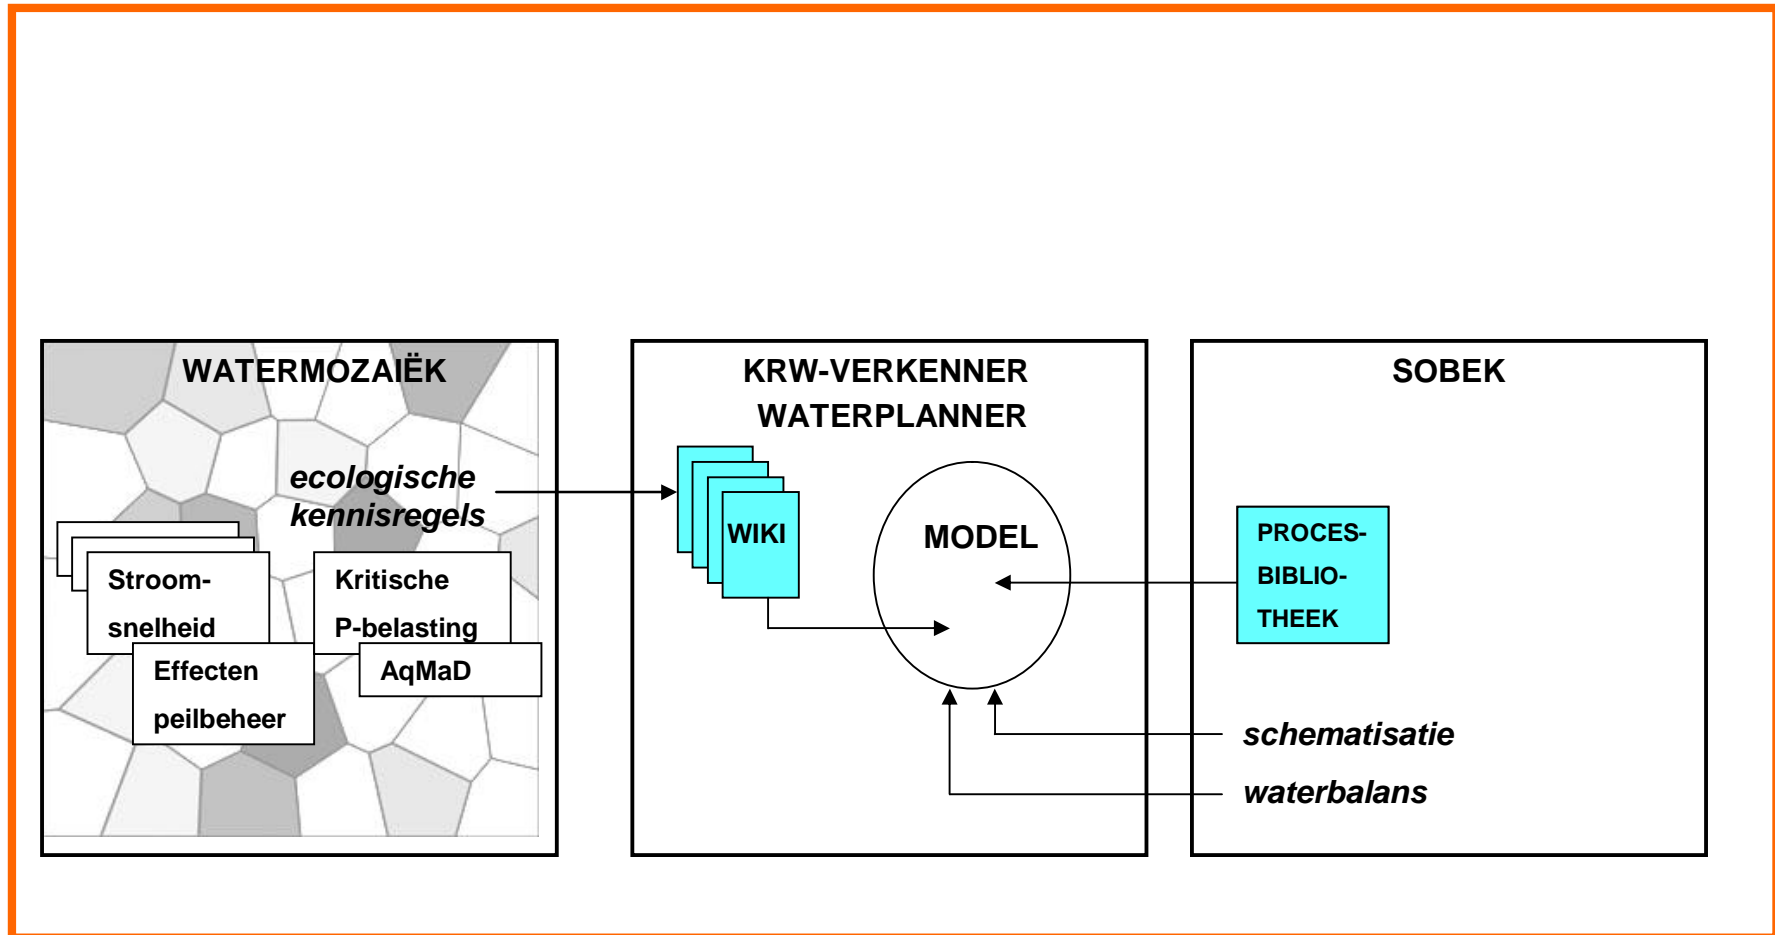 WATERMOZAIËK
ecologische
kennisregels
Stroom-
snelheid
Kritische
P-belasting
Effecten
peilbeheer
AqMaD
KRW-VERKENNER
WATERPLANNER
WIKI
MODEL
SOBEK
PROCES-
BIBLIO-
THEEK
schematisatie
waterbalans